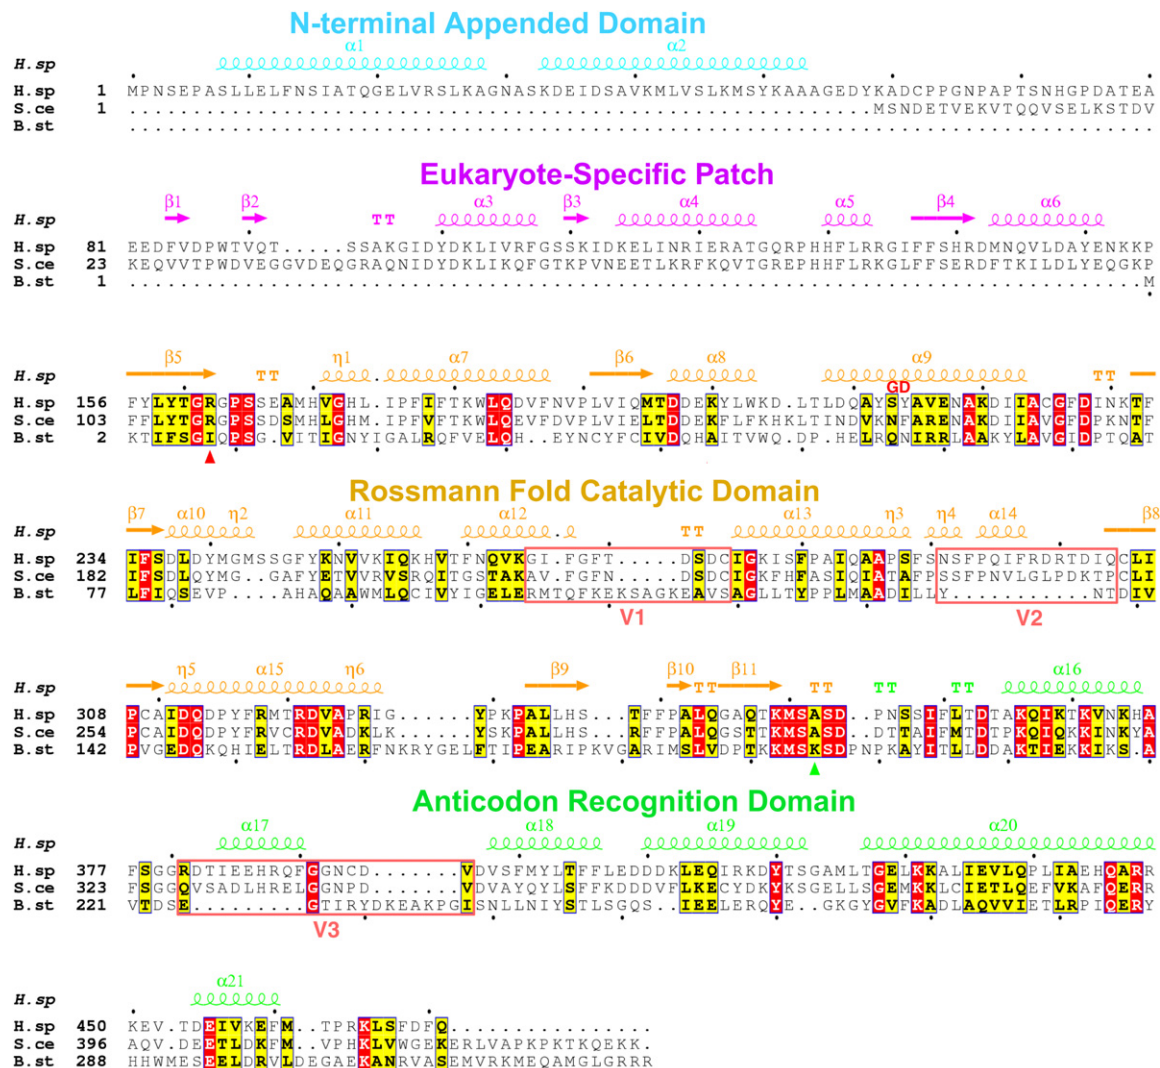 N-terminal Appended Domain
α1 α2
H.sp
H.sp 1 MPNSEPASLLELFNSIATQGELVRSLKAGNASKDEIDSAVKMLVSLKMSYKAAAGEDYKADCPPGNPAPTSNHGPDATEA
S.ce 1 ..........................................................MSNDETVEKVTQQVSELKSTDV
B.st ................................................................................
Eukaryote-Specific Patch
β1 β2 α3 β3 α4 α5 β4 α6
H.sp TT
H.sp 81 EEDFVDPWTVQT.....SSAKGIDYDKLIVRFGSSKIDKELINRIERATGQRPHHFLRRGIFFSHRDMNQVLDAYENKKP
S.ce 23 KEQVVTPWDVEGGVDEQGRAQNIDYDKLIKQFGTKPVNEETLKRFKQVTGREPHHFLRKGLFFSERDFTKILDLYEQGKP
B.st 1 ...............................................................................M
β5 η1 α7 β6 α8 α9
H.sp TT TT
GD
H.sp 156 FYLYTGRGPSSEAMHVGHL.IPFIFTKWLQDVFNVPLVIQMTDDEKYLWKD.LTLDQAYSYAVENAKDIIACGFDINKTF
S.ce 103 FFLYTGRGPSSDSMHLGHM.IPFVFTKWLQEVFDVPLVIELTDDEKFLFKHKLTINDVKNFARENAKDIIAVGFDPKNTF
B.st 2 KTIFSGIQPSG.VITIGNYIGALRQFVELQH.EYNCYFCIVDQHAITVWQD.PHELRQNIRRLAAKYLAVGIDPTQAT
Rossmann Fold Catalytic Domain
β7 α10 η2 α11 α12 α13 η3 η4 α14 β8
H.sp TT
H.sp 234 IFSDLDYMGMSSGFYKNVVKIQKHVTFNQVKGI.FGFT.....DSDCIGKISFPAIQAAPSFSNSFPQIFRDRTDIQCLI
S.ce 182 IFSDLQYMG..GAFYETVVRVSRQITGSTAKAV.FGFN.....DSDCIGKFHFASIQIATAFPSSFPNVLGLPDKTPCLI
B.st 77 LFIQSEVP...AHAQAAWMLQCIVYIGELERMTQFKEKSAGKEAVSAGLLTYPPLMAADILLY...........NTDIV
V1 V2
η5 α15 η6 β9 β10 β11 α16
H.sp TT TT TT TT
H.sp 308 PCAIDQDPYFRMTRDVAPRIG......YPKPALLHS...TFFPALQGAQTKMSASD..PNSSIFLTDTAKQIKTKVNKHA
S.ce 254 PCAIDQDPYFRVCRDVADKLK......YSKPALLHS...RFFPALQGSTTKMSASD..DTTAIFMTDTPKQIQKKINKYA
B.st 142 PVGEDQKQHIELTRDLAERFNKRYGELFTIPEARIPKVGARIMSLVDPTKKMSKSDPNPKAYITLLDDAKTIEKKIKS.A
Anticodon Recognition Domain
α17 α18 α19 α20
H.sp
H.sp 377 FSGGRDTIEEHRQFGGNCD.......VDVSFMYLTFFLEDDDKLEQIRKDYTSGAMLTGELKKALIEVLQPLIAEHQARR
S.ce 323 FSGGQVSADLHRELGGNPD.......VDVAYQYLSFFKDDDVFLKECYDKYKSGELLSGEMKKLCIETLQEFVKAFQERR
B.st 221 VTDSE.........GTIRYDKEAKPGISNLLNIYSTLSGQS.IEELERQYE..GKGYGVFKADLAQVVIETLRPIQERY
V3
α21
H.sp
H.sp 450 KEV.TDEIVKEFM..TPRKLSFDFQ................
S.ce 396 AQV.DEETLDKFM..VPHKLVWGEKERLVAPKPKTKQEKK.
B.st 288 HHWMESEELDRVLDEGAEKANRVASEMVRKMEQAMGLGRRR